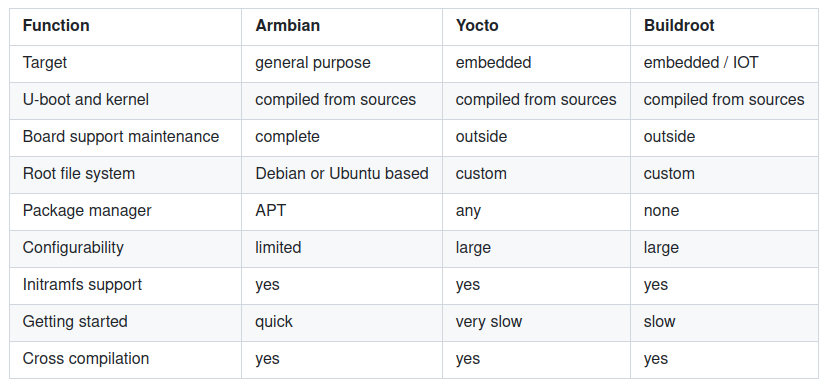 Function Armbian Yocto Buildroot
Target general purpose embedded embedded / IOT
U-boot and kernel compiled from sources compiled from sources compiled from sources
Board support maintenance complete outside outside
Root file system Debian or Ubuntu based custom custom
Package manager APT any none
Configurability limited large large
Initramfs support yes yes yes
Getting started quick very slow slow
Cross compilation yes yes yes